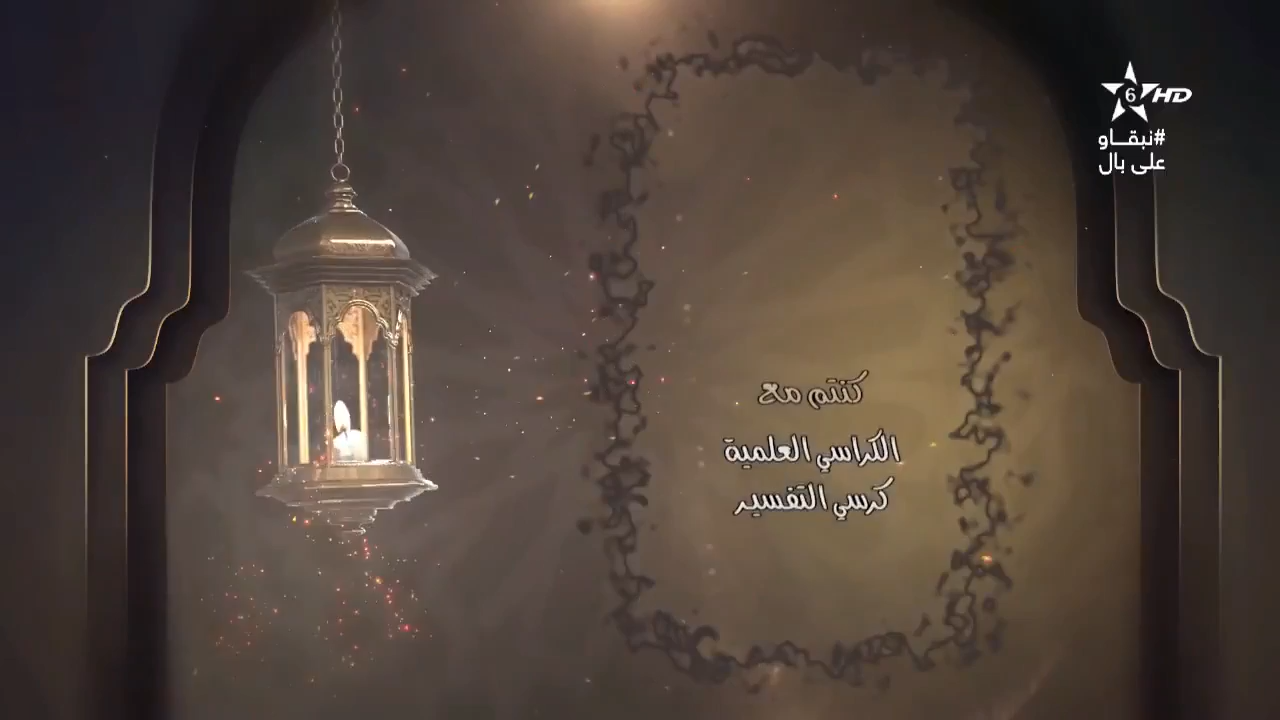 6 HD
#نبقاو
على بال
كنتم مع
الكراسي العلمية
كرسي التفسير